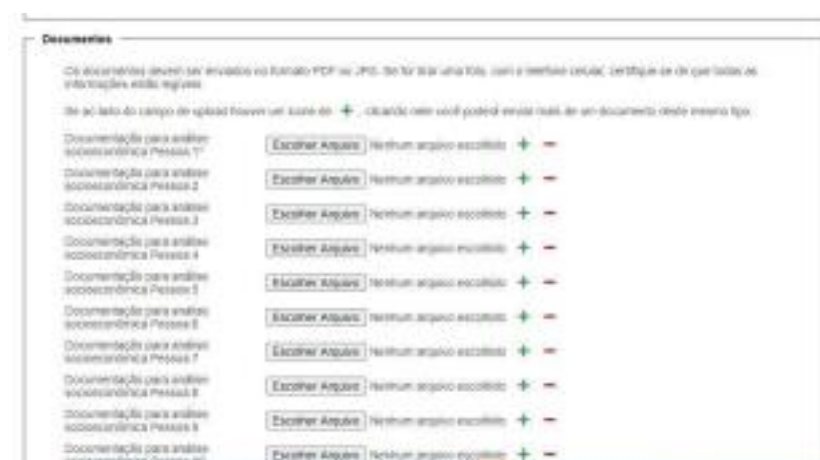 Documentos
Os documentos devem ser enviados no formato PDF ou JPG. Se for tirar uma foto, com o telefone celular, certifique-se de que todas as
informações estão legíveis.
Se ao lado do campo de upload houver um ícone de + , clicando nele você poderá enviar mais de um documento deste mesmo tipo.
Documentação para análise
socioeconômica Pessoa 1*
Escolher Arquivo Nenhum arquivo escolhido + −
Documentação para análise
socioeconômica Pessoa 2
Escolher Arquivo Nenhum arquivo escolhido + −
Documentação para análise
socioeconômica Pessoa 3
Escolher Arquivo Nenhum arquivo escolhido + −
Documentação para análise
socioeconômica Pessoa 4
Escolher Arquivo Nenhum arquivo escolhido + −
Documentação para análise
socioeconômica Pessoa 5
Escolher Arquivo Nenhum arquivo escolhido + −
Documentação para análise
socioeconômica Pessoa 6
Escolher Arquivo Nenhum arquivo escolhido + −
Documentação para análise
socioeconômica Pessoa 7
Escolher Arquivo Nenhum arquivo escolhido + −
Documentação para análise
socioeconômica Pessoa 8
Escolher Arquivo Nenhum arquivo escolhido + −
Documentação para análise
socioeconômica Pessoa 9
Escolher Arquivo Nenhum arquivo escolhido + −
Documentação para análise
Escolher Arquivo Nenhum arquivo escolhido + −